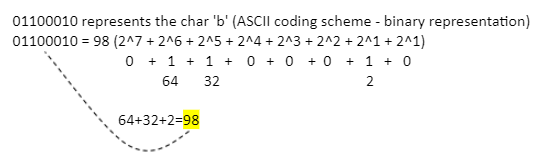 01100010 represents the char 'b' (ASCII coding scheme - binary representation)
01100010 = 98 (2^7 + 2^6 + 2^5 + 2^4 + 2^3 + 2^2 + 2^1 + 2^1)
0 + 1 + 1 + 0 + 0 + 0 + 1 + 0
64 32 2
64+32+2=98